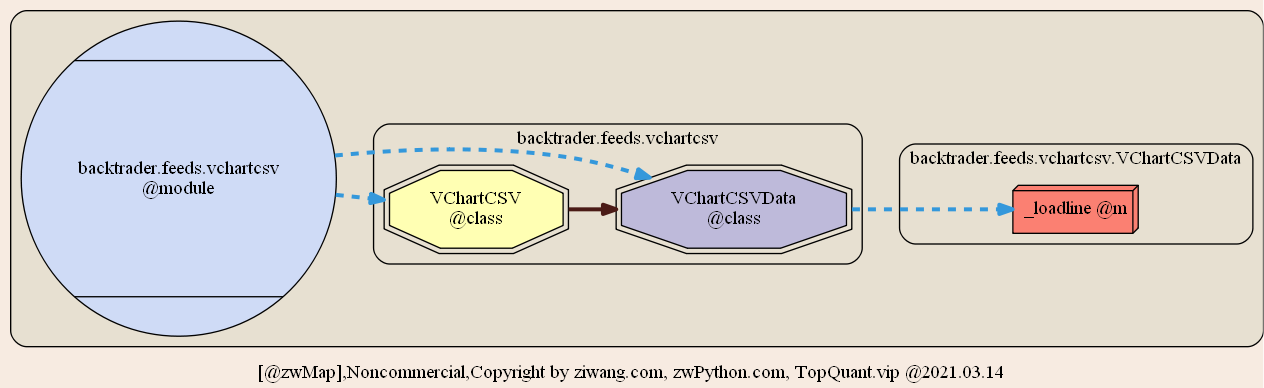 backtrader.feeds.vchartcsv
@module
backtrader.feeds.vchartcsv
VChartCSV
@class
VChartCSVData
@class
backtrader.feeds.vchartcsv.VChartCSVData
_loadline @m
[@zwMap],Noncommercial,Copyright by ziwang.com, zwPython.com, TopQuant.vip @2021.03.14